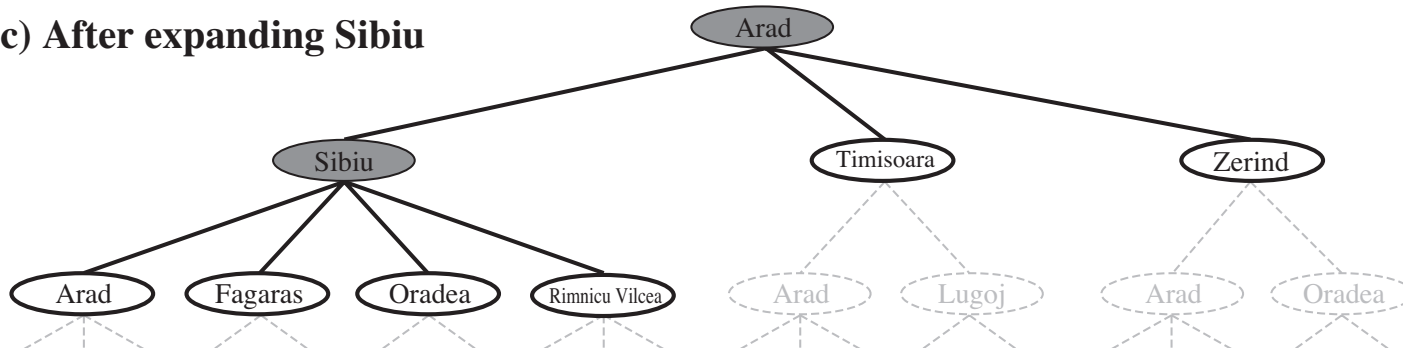 c) After expanding Sibiu
Arad
Sibiu
Timisoara
Zerind
Arad
Fagaras
Oradea
Rimnicu Vilcea
Arad
Lugoj
Arad
Oradea